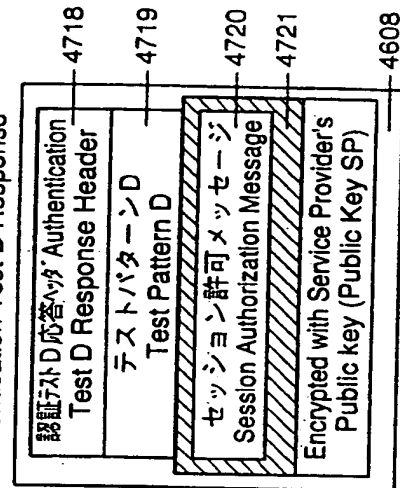 認証テストD応答ヘッダ Authentication
Test D Response Header
テストパターンD
Test Pattern D
セッション許可メッセージ
Session Authorization Message
Encrypted with Service Provider's
Public key (Public Key SP)
4718
4719
4720
4721
4608
Test D Response